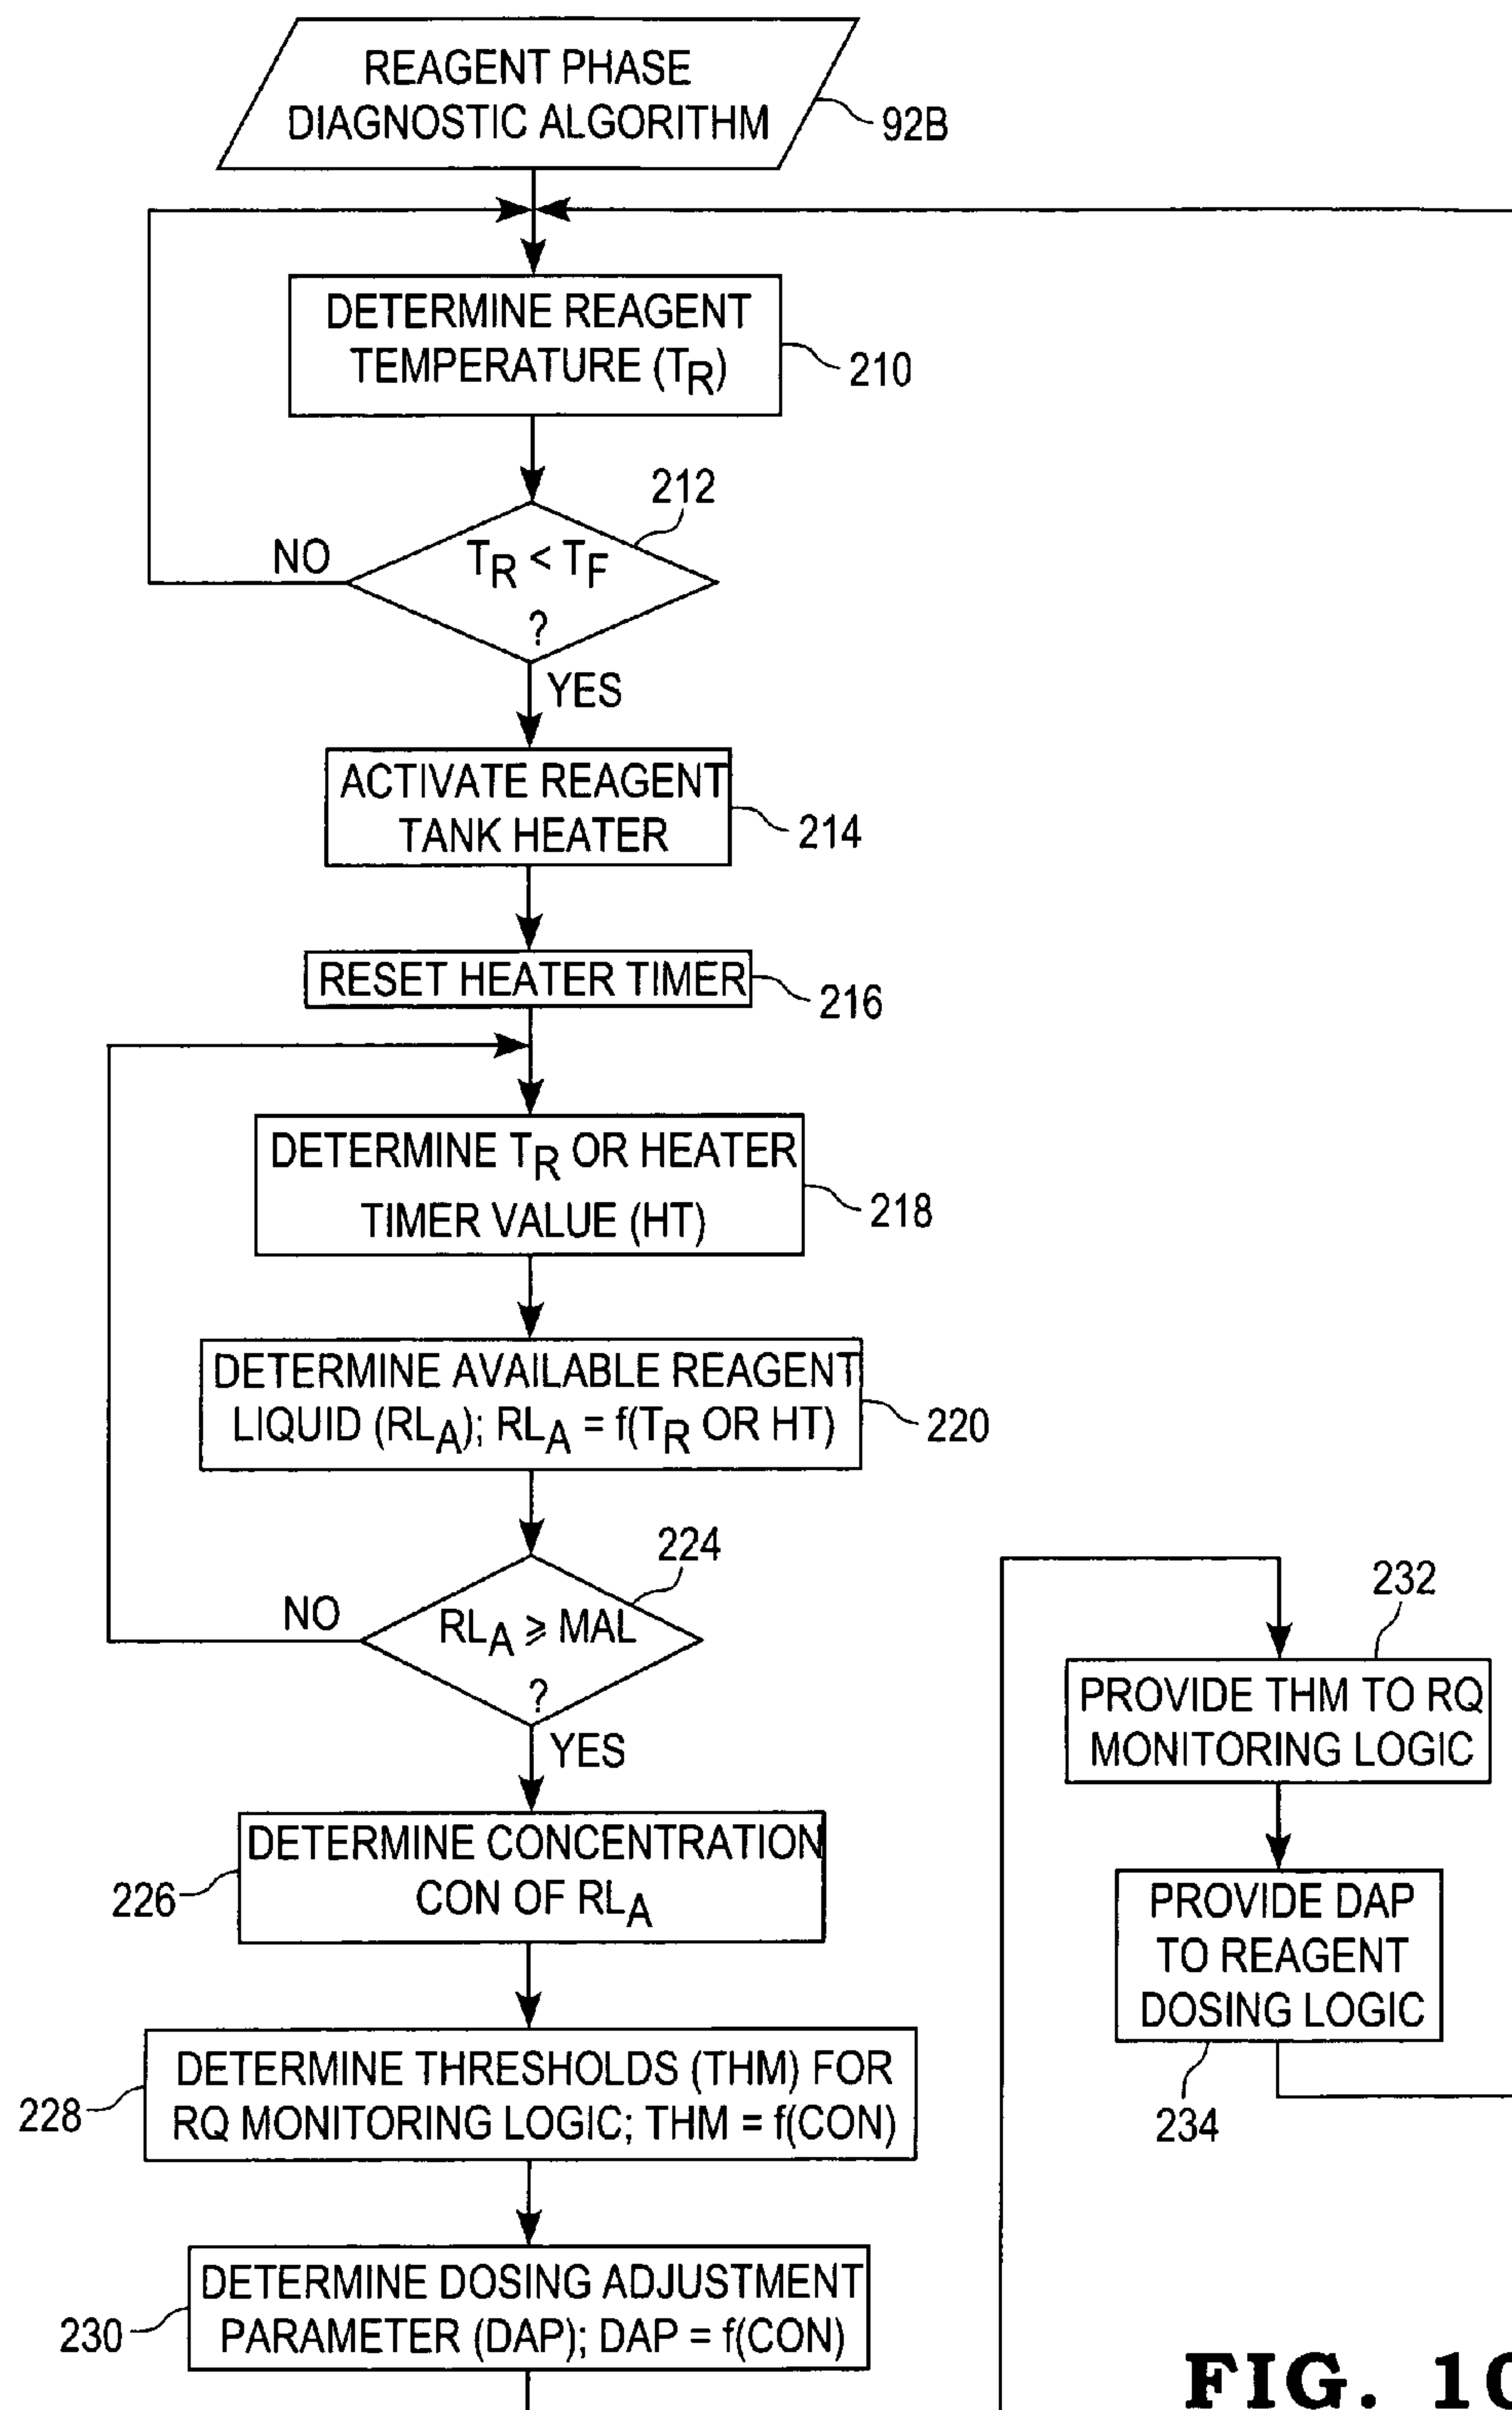 REAGENT PHASE
DIAGNOSTIC ALGORITHM
92B
DETERMINE REAGENT
TEMPERATURE (TR)
210
212
NO
TR < TF
?
YES
ACTIVATE REAGENT
TANK HEATER
214
RESET HEATER TIMER
216
DETERMINE TR OR HEATER
TIMER VALUE (HT)
218
DETERMINE AVAILABLE REAGENT
LIQUID (RLA); RLA = f(TR OR HT)
220
224
NO
RLA ⩾ MAL
?
YES
DETERMINE CONCENTRATION
CON OF RLA
226
DETERMINE THRESHOLDS (THM) FOR
RQ MONITORING LOGIC; THM = f(CON)
228
DETERMINE DOSING ADJUSTMENT
PARAMETER (DAP); DAP = f(CON)
230
232
PROVIDE THM TO RQ
MONITORING LOGIC
PROVIDE DAP
TO REAGENT
DOSING LOGIC
234
FIG. 10